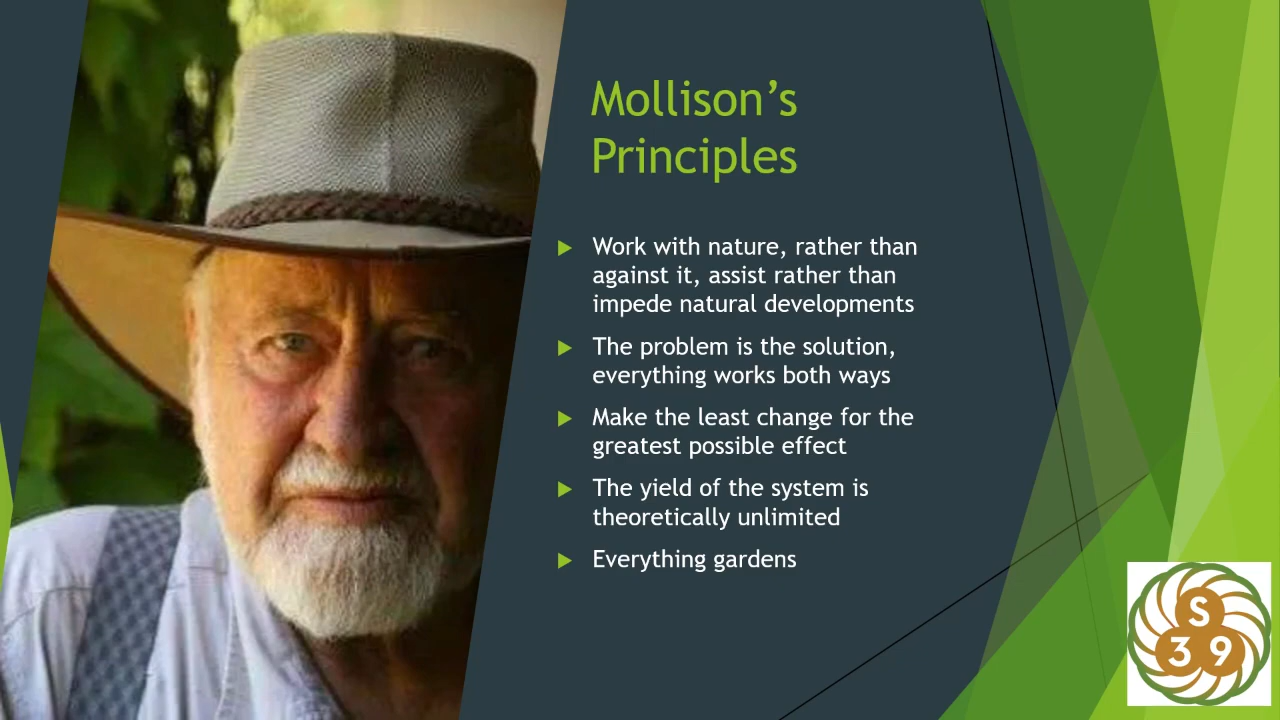 Mollison’s
Principles
Work with nature, rather than
against it, assist rather than
impede natural developments
The problem is the solution,
everything works both ways
Make the least change for the
greatest possible effect
The yield of the system is
theoretically unlimited
Everything gardens
S
3 9